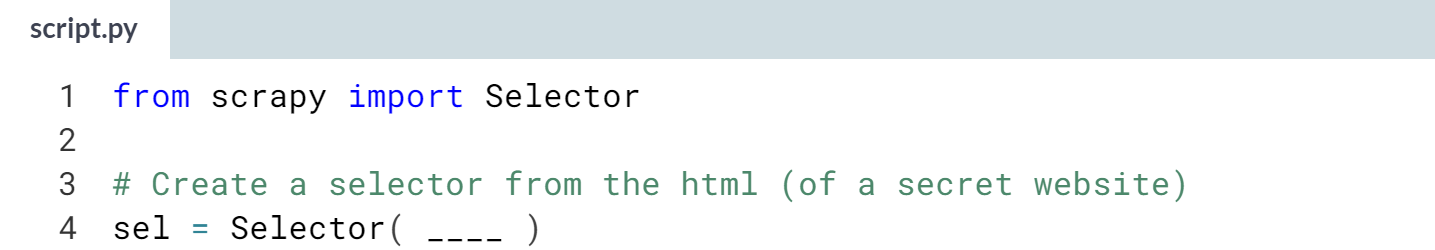 script.py
1 from scrapy import Selector
2
3 # Create a selector from the html (of a secret website)
4 sel = Selector( ____ )